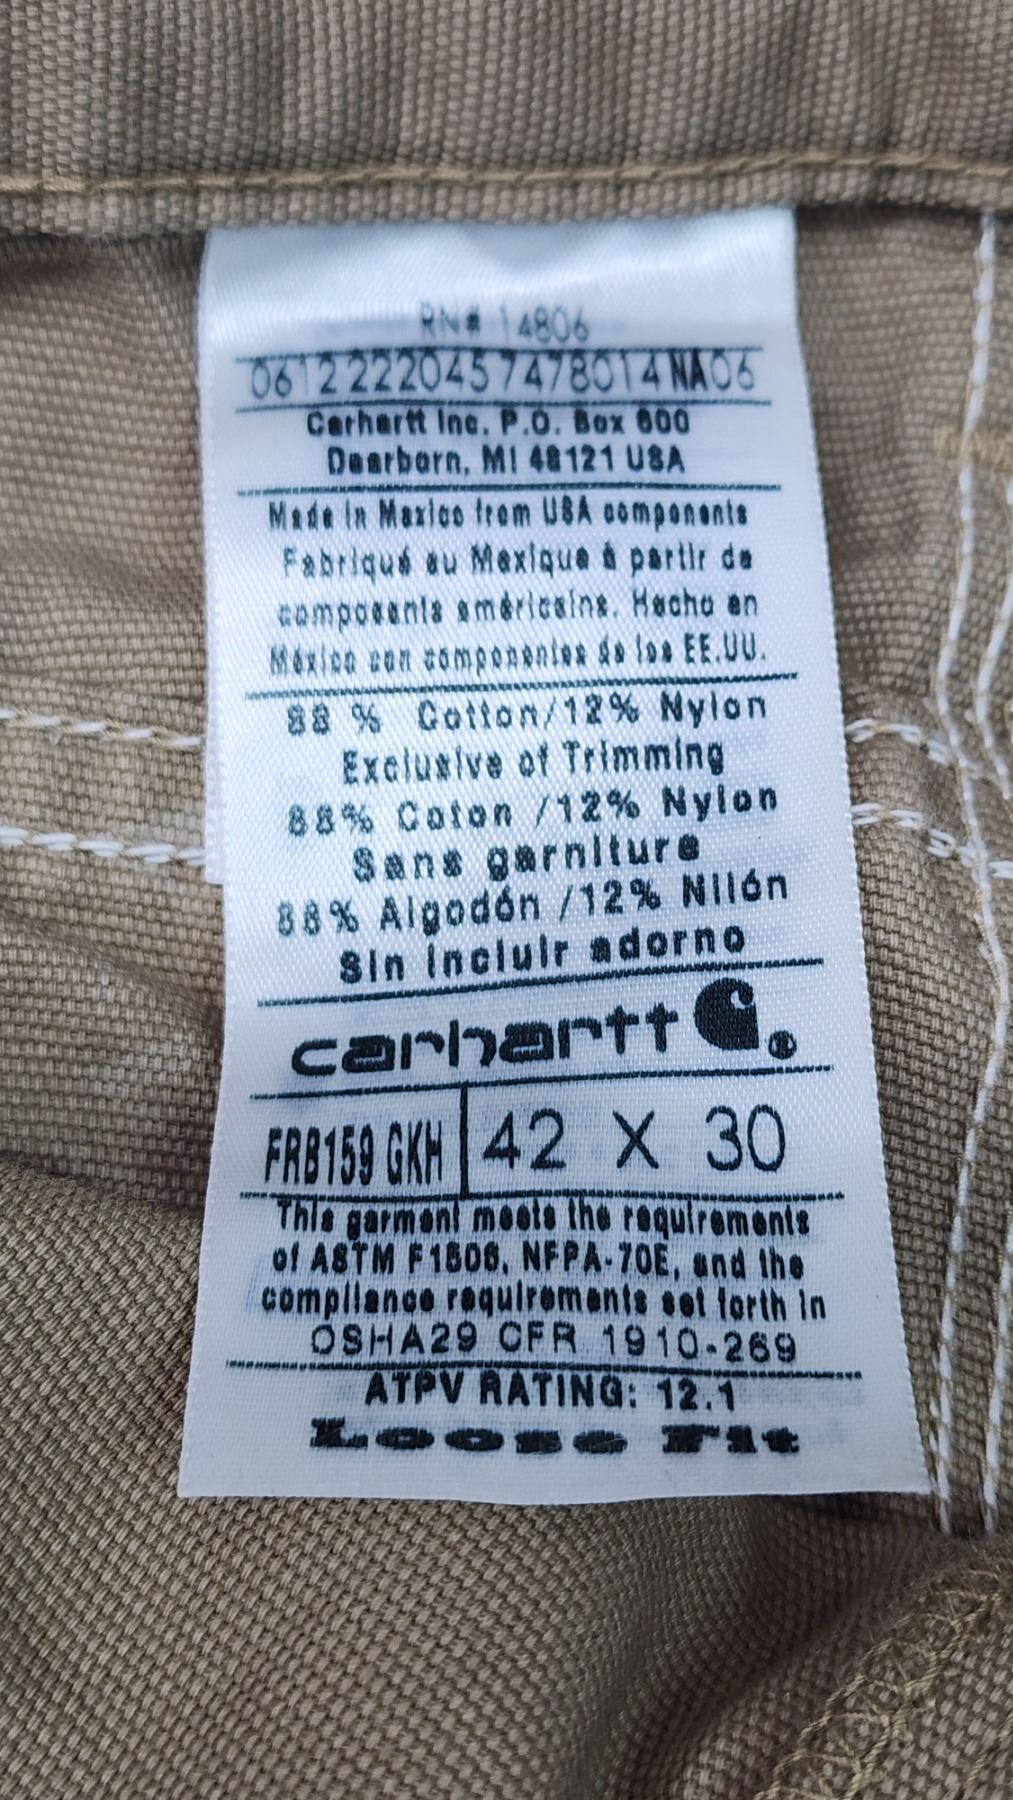 RN# 14806
0612222045747801 4 NA06
Carhartt Inc. P.O. Box 600
Dearborn, MI 48121 USA
Made in Mexico from USA components
Fabriqué au Mexique à partir de
composants américains. Hecho en
México con componentes de los EE.UU.
88 % Cotton/12% Nylon
Exclusive of Trimming
88% Coton /12% Nylon
Sans garniture
88% Algodón /12% Nilón
Sin incluir adorno
carhartt ®
FRB159 GKH 42 X 30
This garment meets the requirements
of ASTM F1506, NFPA-70E, and the
compliance requirements set forth in
OSHA29 CFR 1910-269
ATPV RATING: 12.1
Loose Fit